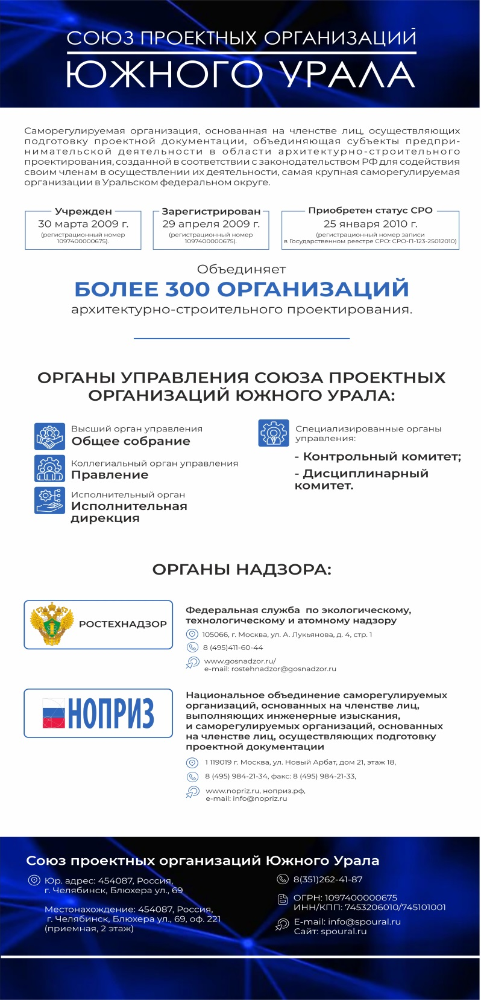 СОЮЗ ПРОЕКТНЫХ ОРГАНИЗАЦИЙ
ЮЖНОГО УРАЛА
Саморегулируемая организация, основанная на членстве лиц, осуществляющих
подготовку проектной документации, объединяющая субъекты предпри-
нимательской деятельности в области архитектурно-строительного
проектирования, созданной в соответствии с законодательством РФ для содействия
своим членам в осуществлении их деятельности, самая крупная саморегулируемая
организации в Уральском федеральном округе.
Учрежден
30 марта 2009 г.
(регистрационный номер
1097400000675).
Зарегистрирован
29 апреля 2009 г.
(регистрационный номер
1097400000675).
Приобретен статус СРО
25 января 2010 г.
(регистрационный номер записи
в Государственном реестре СРО: СРО-П-123-25012010)
Объединяет
БОЛЕЕ 300 ОРГАНИЗАЦИЙ
архитектурно-строительного проектирования.
ОРГАНЫ УПРАВЛЕНИЯ СОЮЗА ПРОЕКТНЫХ
ОРГАНИЗАЦИЙ ЮЖНОГО УРАЛА:
Высший орган управления
Общее собрание
Коллегиальный орган управления
Правление
Исполнительный орган
Исполнительная
дирекция
Специализированные органы
управления:
- Контрольный комитет;
- Дисциплинарный
комитет.
ОРГАНЫ НАДЗОРА:
РОСТЕХНАДЗОР
Федеральная служба по экологическому,
технологическому и атомному надзору
105066, г. Москва, ул. А. Лукьянова, д. 4, стр. 1
8 (495)411-60-44
www.gosnadzor.ru/
e-mail: rostehnadzor@gosnadzor.ru
НОПРИЗ
Национальное объединение саморегулируемых
организаций, основанных на членстве лиц,
выполняющих инженерные изыскания,
и саморегулируемых организаций, основанных
на членстве лиц, осуществляющих подготовку
проектной документации
1 119019 г. Москва, ул. Новый Арбат, дом 21, этаж 18,
8 (495) 984-21-34, факс: 8 (495) 984-21-33,
www.nopriz.ru, ноприз.рф,
e-mail: info@nopriz.ru
Союз проектных организаций Южного Урала
Юр. адрес: 454087, Россия,
г. Челябинск, Блюхера ул., 69
Местонахождение: 454087, Россия,
г. Челябинск, Блюхера ул., 69, оф. 221
(приемная, 2 этаж)
8(351)262-41-87
ОГРН: 1097400000675
ИНН/КПП: 7453206010/745101001
E-mail: info@spoural.ru
Сайт: spoural.ru